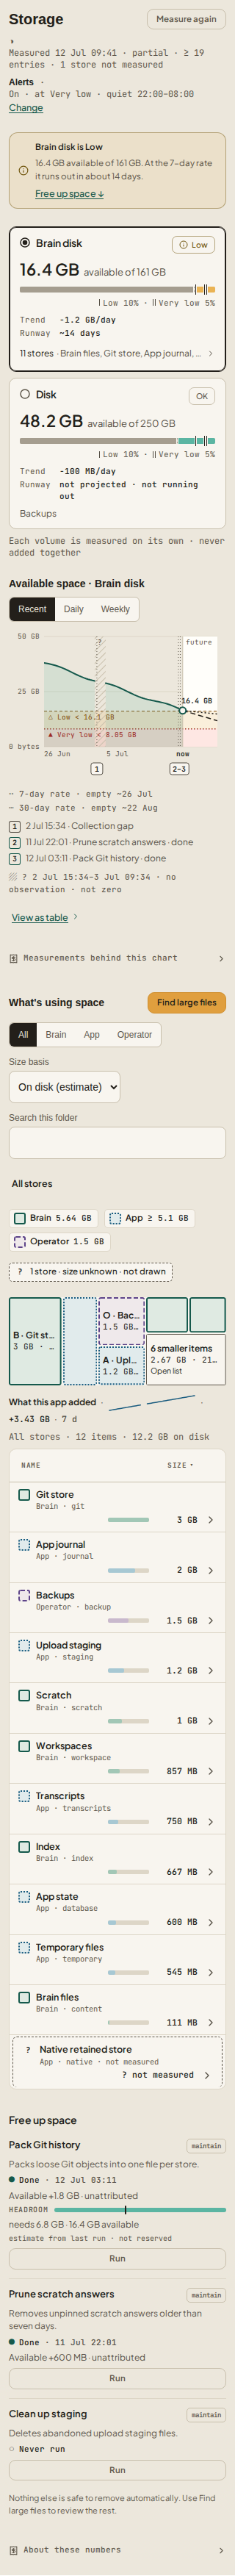 Storage
Measure again
Measured 12 Jul 09:41 · partial · ≥ 19
entries · 1 store not measured
Alerts ·
On · at Very low · quiet 22:00–08:00
Change
Brain disk is Low
16.4 GB available of 161 GB. At the 7-day rate
it runs out in about 14 days.
Free up space ↓
Brain disk
Low
16.4 GB available of 161 GB
Low 10% · Very low 5%
Trend -1.2 GB/day
Runway ~14 days
11 stores · Brain files, Git store, App journal, …
Disk
OK
48.2 GB available of 250 GB
Low 10% · Very low 5%
Trend -100 MB/day
Runway not projected · not running
out
Backups
Each volume is measured on its own · never
added together
Available space · Brain disk
Recent Daily Weekly
50 GB
?
future
25 GB
16.4 GB
△ Low < 16.1 GB
▲ Very low < 8.05 GB
0 bytes
26 Jun 5 Jul now
1 2–3
7-day rate · empty ~26 Jul
30-day rate · empty ~22 Aug
1 2 Jul 15:34 · Collection gap
2 11 Jul 22:01 · Prune scratch answers · done
3 12 Jul 03:11 · Pack Git history · done
? 2 Jul 15:34–3 Jul 09:34 · no
observation · not zero
View as table
Measurements behind this chart
What's using space
Find large files
All Brain App Operator
Size basis
On disk (estimate)
Search this folder
All stores
Brain 5.64 GB
App ≥ 5.1 GB
Operator 1.5 GB
? 1 store · size unknown · not drawn
B · Git st…
3 GB · …
O · Bac…
1.5 GB…
A · Upl…
1.2 GB…
6 smaller items
2.67 GB · 21…
Open list
What this app added ·
+3.43 GB · 7 d
All stores · 12 items · 12.2 GB on disk
NAME SIZE
Git store
Brain · git
3 GB
App journal
App · journal
2 GB
Backups
Operator · backup
1.5 GB
Upload staging
App · staging
1.2 GB
Scratch
Brain · scratch
1 GB
Workspaces
Brain · workspace
857 MB
Transcripts
App · transcripts
750 MB
Index
Brain · index
667 MB
App state
App · database
600 MB
Temporary files
App · temporary
545 MB
Brain files
Brain · content
111 MB
? Native retained store
App · native · not measured
? not measured
Free up space
Pack Git history
maintain
Packs loose Git objects into one file per store.
Done · 12 Jul 03:11
Available +1.8 GB · unattributed
HEADROOM
needs 6.8 GB · 16.4 GB available
estimate from last run · not reserved
Run
Prune scratch answers
maintain
Removes unpinned scratch answers older than
seven days.
Done · 11 Jul 22:01
Available +600 MB · unattributed
Run
Clean up staging
maintain
Deletes abandoned upload staging files.
Never run
Run
Nothing else is safe to remove automatically. Use Find
large files to review the rest.
About these numbers